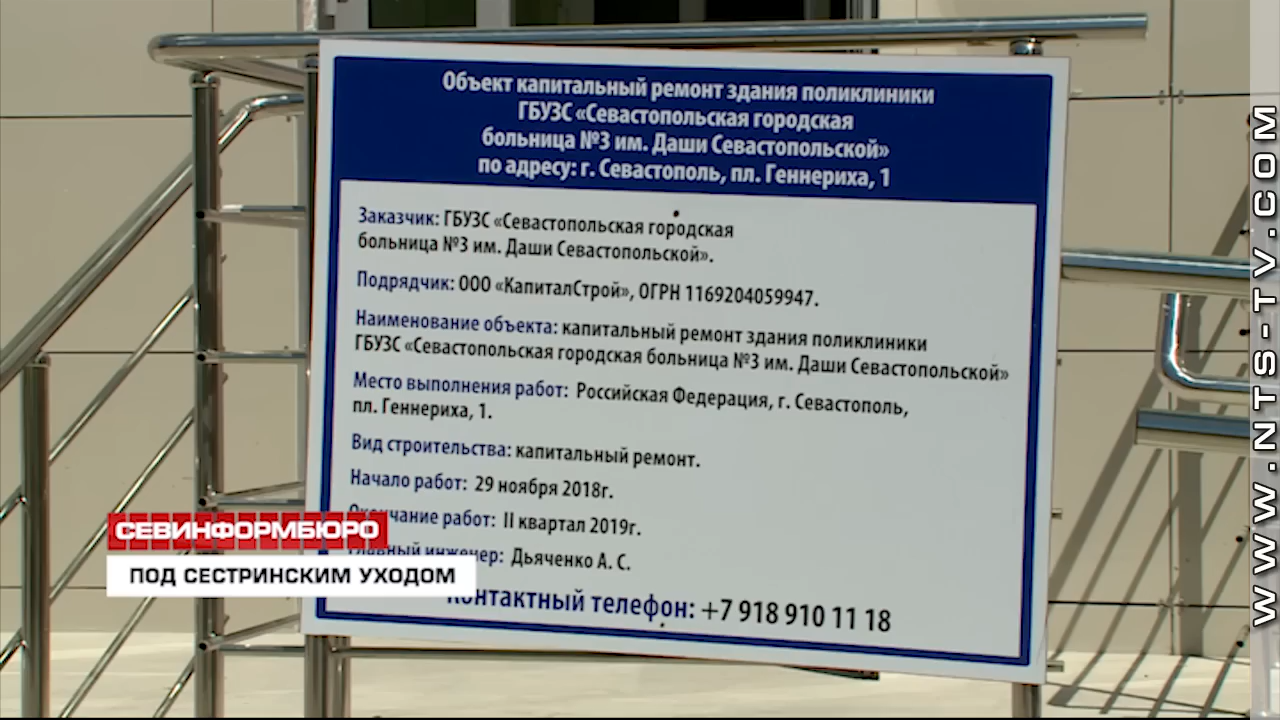 Объект капитальный ремонт здания поликлиники
ГБУЗС «Севастопольская городская
больница №3 им. Даши Севастопольской»
по адресу: г. Севастополь, пл. Геннериха, 1
Заказчик: ГБУЗС «Севастопольская городская
больница №3 им. Даши Севастопольской».
Подрядчик: ООО «КапиталСтрой», ОГРН 1169204059947.
Наименование объекта: капитальный ремонт здания поликлиники
ГБУЗС «Севастопольская городская больница №3 им. Даши Севастопольской»
Место выполнения работ: Российская Федерация, г. Севастополь,
пл. Геннериха, 1.
Вид строительства: капитальный ремонт.
Начало работ: 29 ноября 2018г.
Окончание работ: II квартал 2019г.
Главный инженер: Дьяченко А. С.
Контактный телефон: +7 918 910 11 18
СЕВИНФОРМБЮРО
ПОД СЕСТРИНСКИМ УХОДОМ
WWW.NTS-TV.COM